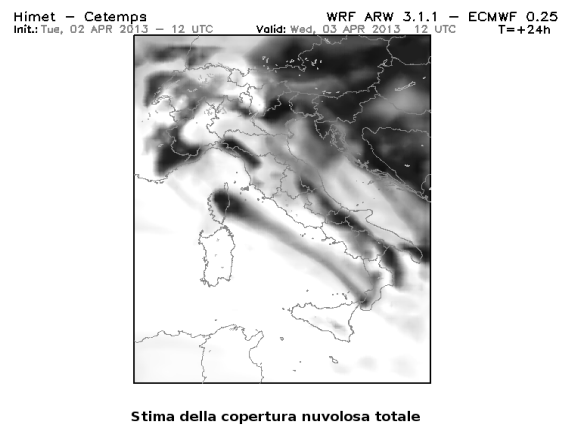 Himet – Cetemps WRF ARW 3.1.1 – ECMWF 0.25
Init.: Tue, 02 APR 2013 – 12 UTC Valid: Wed, 03 APR 2013 12 UTC T=+24h
Stima della copertura nuvolosa totale